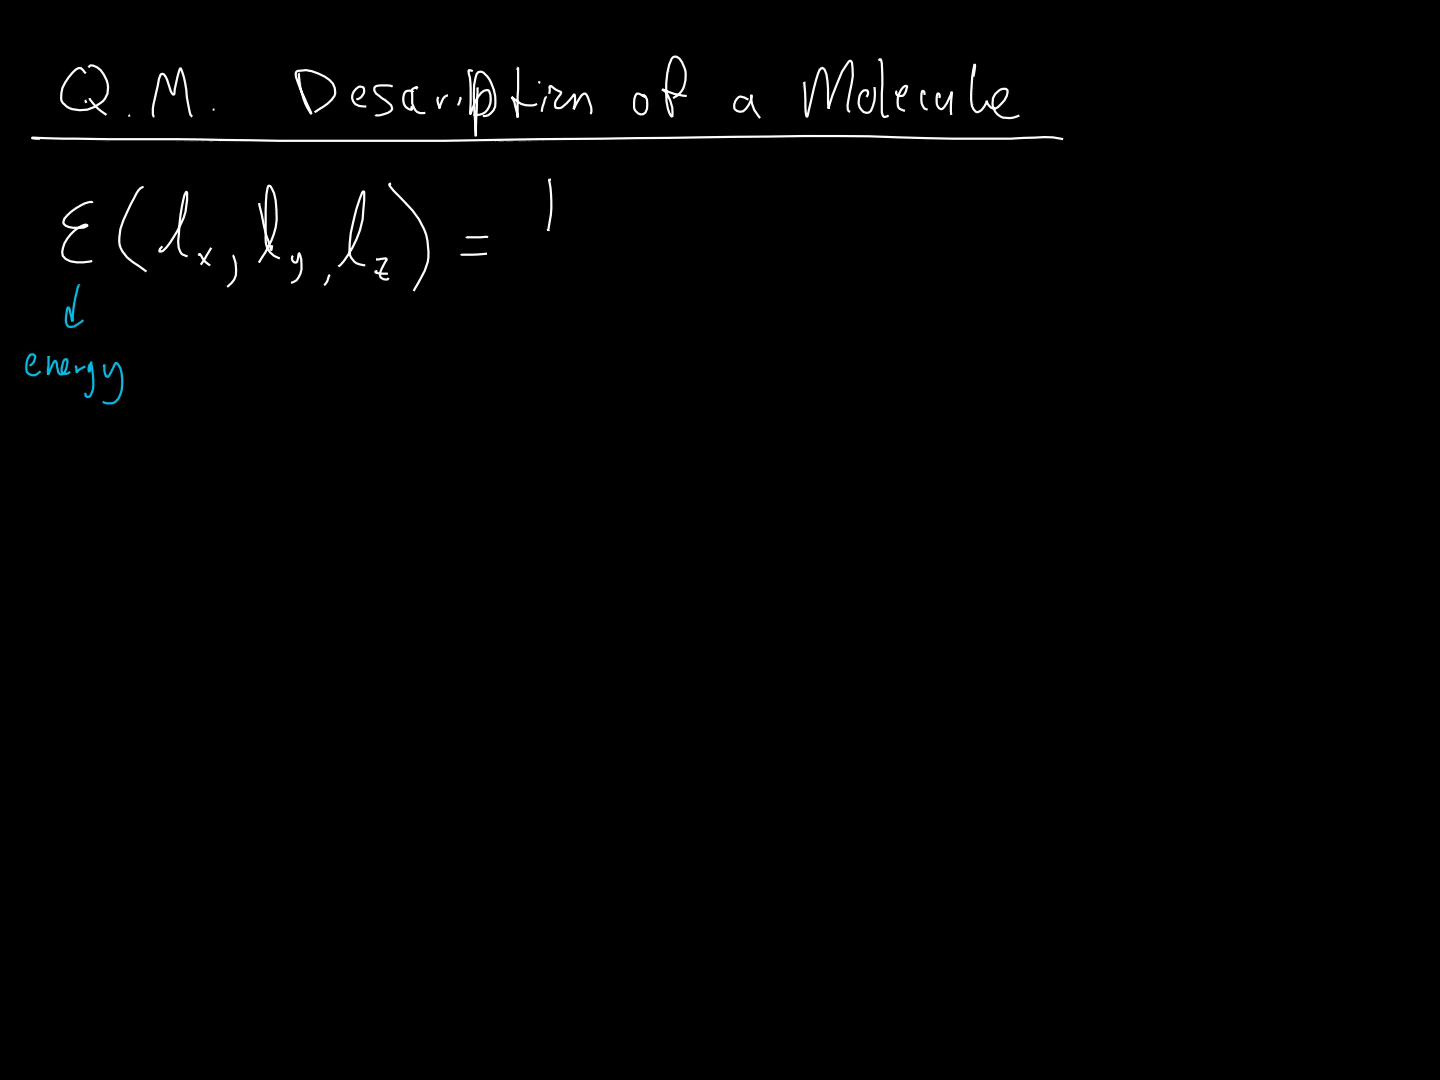 Q.M. Description of a Molecule
ε(lx, ly, lz) =
energy